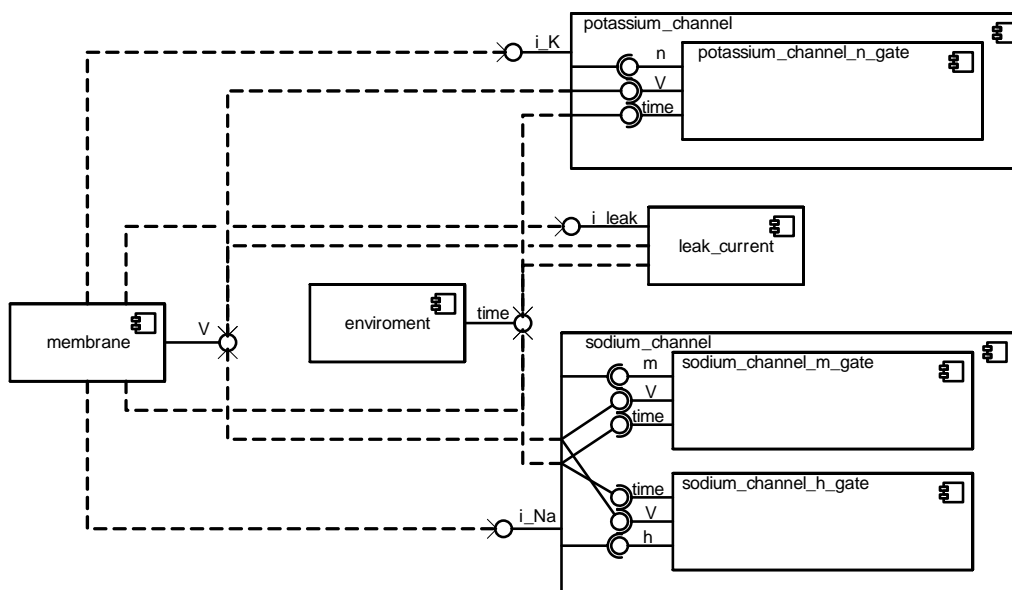 potassium_channel
i_K
potassium_channel_n_gate
n
V
time
i_leak
leak_current
membrane
V
enviroment
time
sodium_channel
sodium_channel_m_gate
m
V
time
sodium_channel_h_gate
time
V
h
i_Na